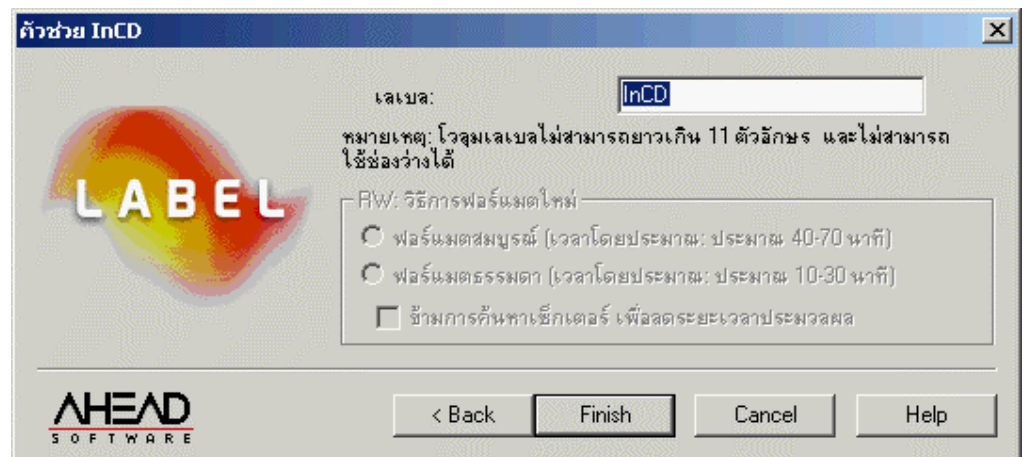 ตัวช่วย InCD
เลเบล:
InCD
หมายเหตุ: โวลุมเลเบลไม่สามารถยาวเกิน 11 ตัวอักษร และไม่สามารถ
ใช้ช่องว่างได้
LABEL
RW: วิธีการฟอร์แมตใหม่
ฟอร์แมตสมบูรณ์ (เวลาโดยประมาณ: ประมาณ 40-70 นาที)
ฟอร์แมตธรรมดา (เวลาโดยประมาณ: ประมาณ 10-30 นาที)
ข้ามการค้นหาเซ็กเตอร์ เพื่อลดระยะเวลาประมวลผล
AHEAD
SOFTWARE
< Back
Finish
Cancel
Help